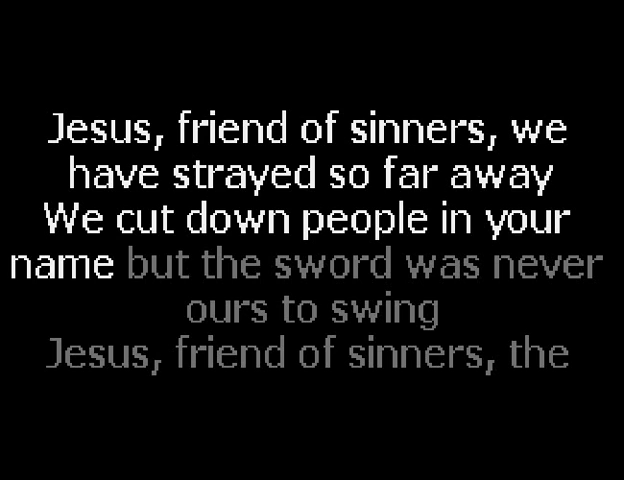 Jesus, friend of sinners, we
have strayed so far away
We cut down people in your
name but the sword was never
ours to swing
Jesus, friend of sinners, the